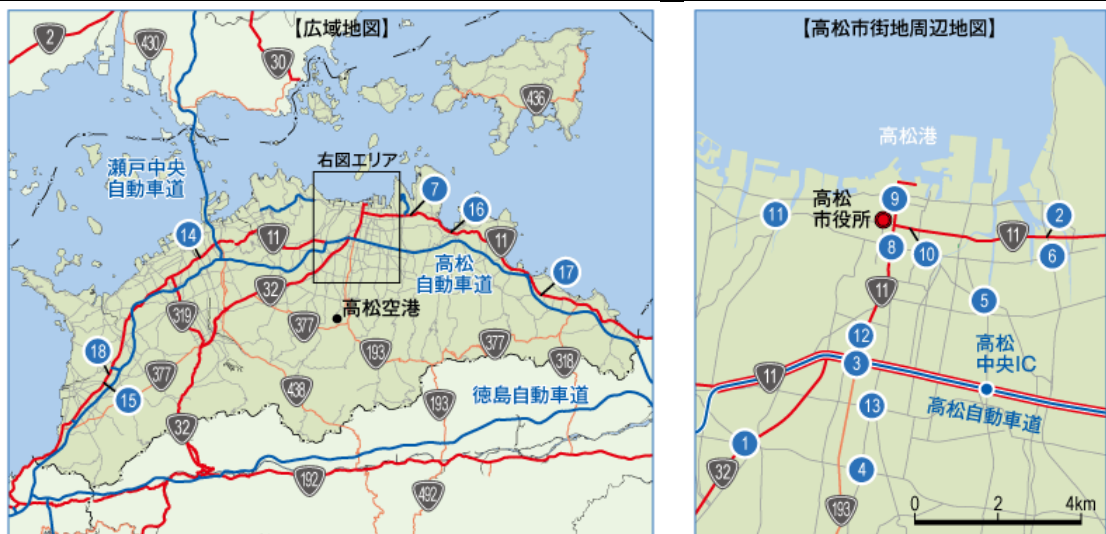 【広域地図】
2
430
30
436
瀬戸中央
自動車道
右図エリア
7
16
14
11
11
高松
自動車道
17
32
319
高松空港
377
193
377
318
18
377
438
15
193
徳島自動車道
32
192
492
【高松市街地周辺地図】
高松港
高松
市役所
9
11
2
8
10
11
6
11
5
12
高松
中央IC
3
11
13
高松自動車道
1
32
4
193
0
2
4km